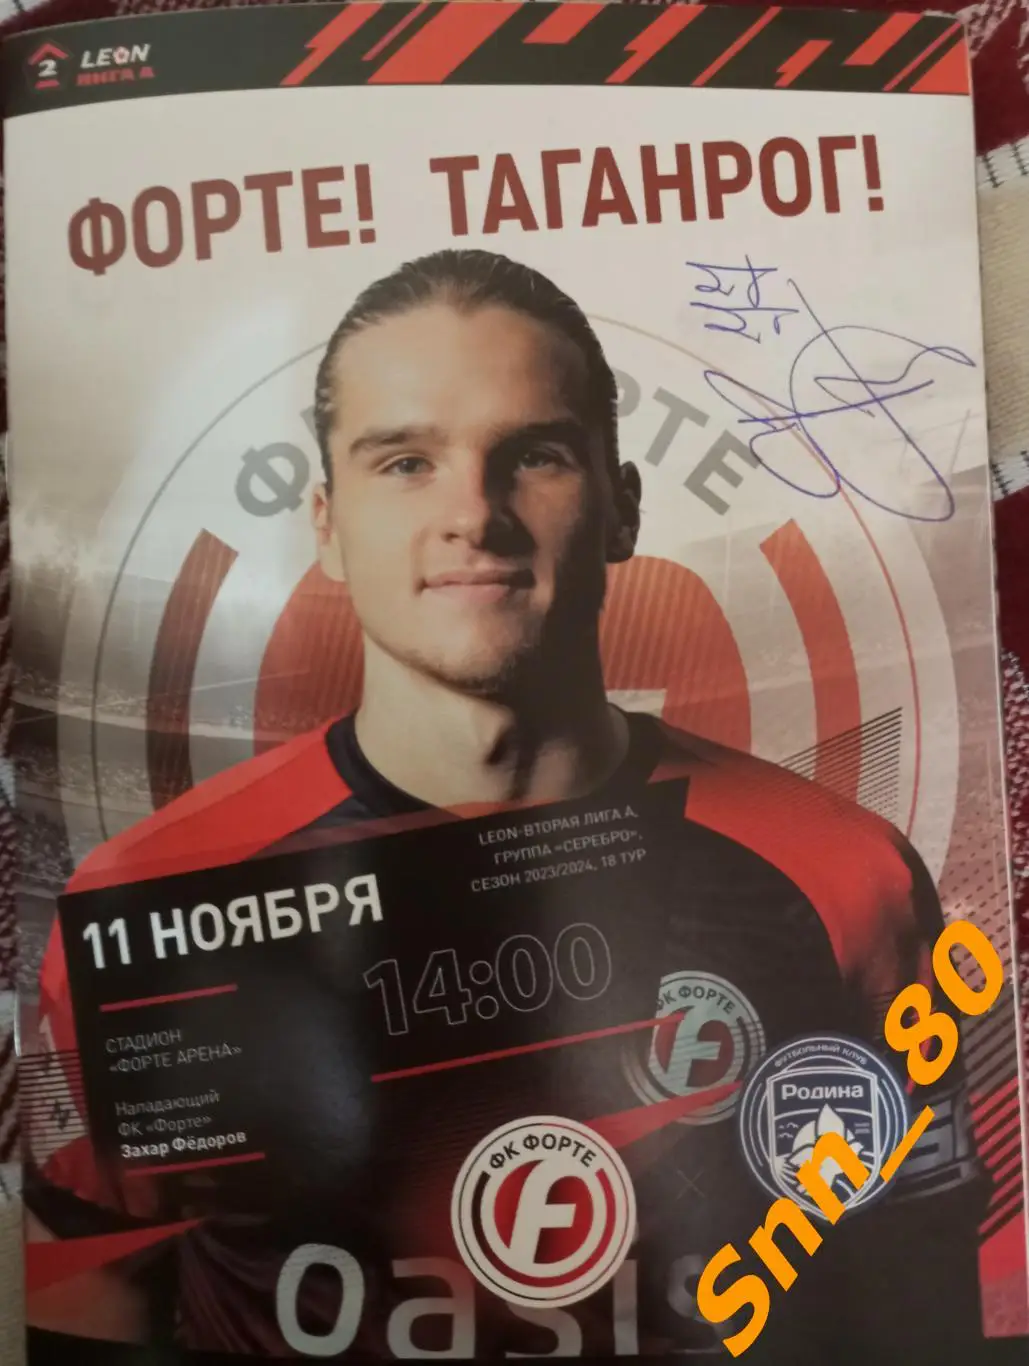 2 LEON
ЛИГА А
ФОРТЕ! ТАГАНРОГ!
LEON-ВТОРАЯ ЛИГА А,
ГРУППА «СЕРЕБРО»,
СЕЗОН 2023/2024, 18 ТУР
11 НОЯБРЯ
14:00
СТАДИОН
«ФОРТЕ АРЕНА»
Нападающий
ФК «Форте»
Захар Фёдоров
ФК ФОРТЕ
ФУТБОЛЬНЫЙ КЛУБ
Родина
ФК ФОРТЕ
Oasis
Snn_80